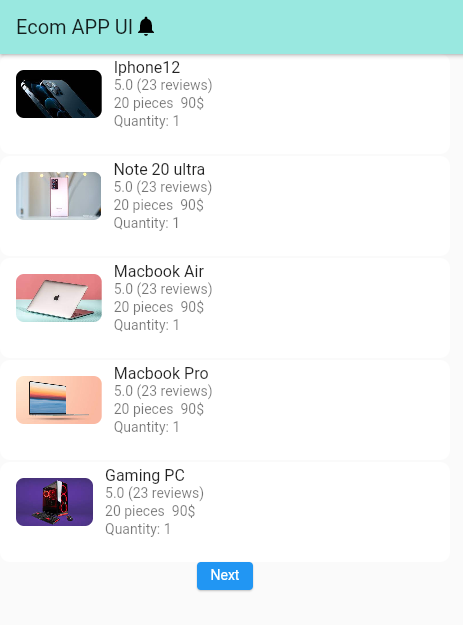 Ecom APP UI
Iphone12
5.0 (23 reviews)
20 pieces 90$
Quantity: 1
Note 20 ultra
5.0 (23 reviews)
20 pieces 90$
Quantity: 1
Macbook Air
5.0 (23 reviews)
20 pieces 90$
Quantity: 1
Macbook Pro
5.0 (23 reviews)
20 pieces 90$
Quantity: 1
Gaming PC
5.0 (23 reviews)
20 pieces 90$
Quantity: 1
Next